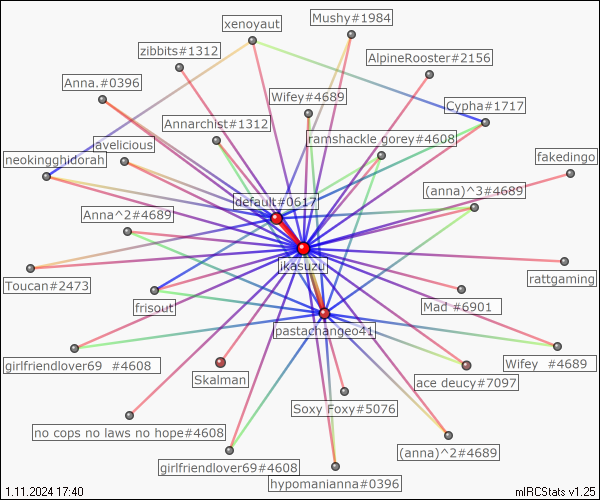 Mushy#1984
xenoyaut
zibbits#1312
AlpineRooster#2156
Anna.#0396
Wifey#4689
Cypha#1717
Annarchist#1312
ramshackle gorey#4608
avelicious
neokingghidorah
fakedingo
(anna)^3#4689
default#0617
Anna^2#4689
ikasuzu
Toucan#2473
rattgaming
frisout
Mad #6901
pastachangeo41
girlfriendlover69 #4608
Wifey #4689
Skalman
ace deucy#7097
Soxy Foxy#5076
no cops no laws no hope#4608
(anna)^2#4689
girlfriendlover69#4608
hypomanianna#0396
1.11.2024 17:40
mIRCStats v1.25